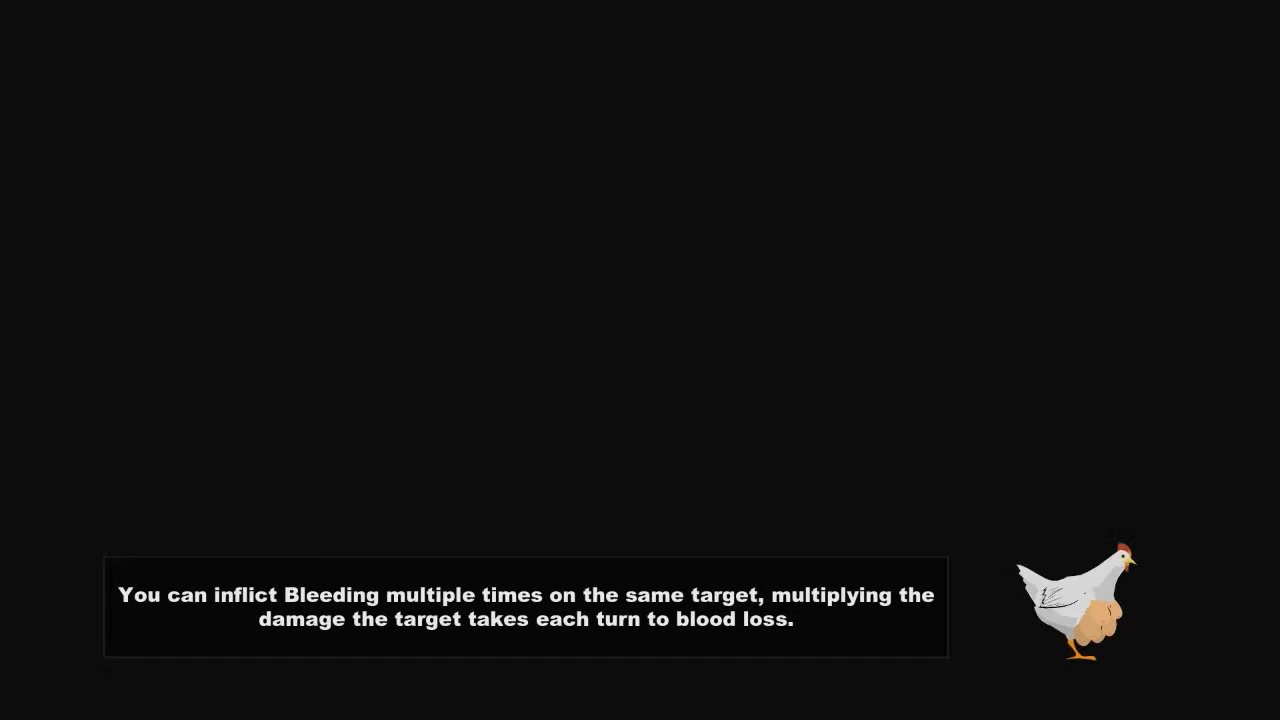 You can inflict Bleeding multiple times on the same target, multiplying the
damage the target takes each turn to blood loss.